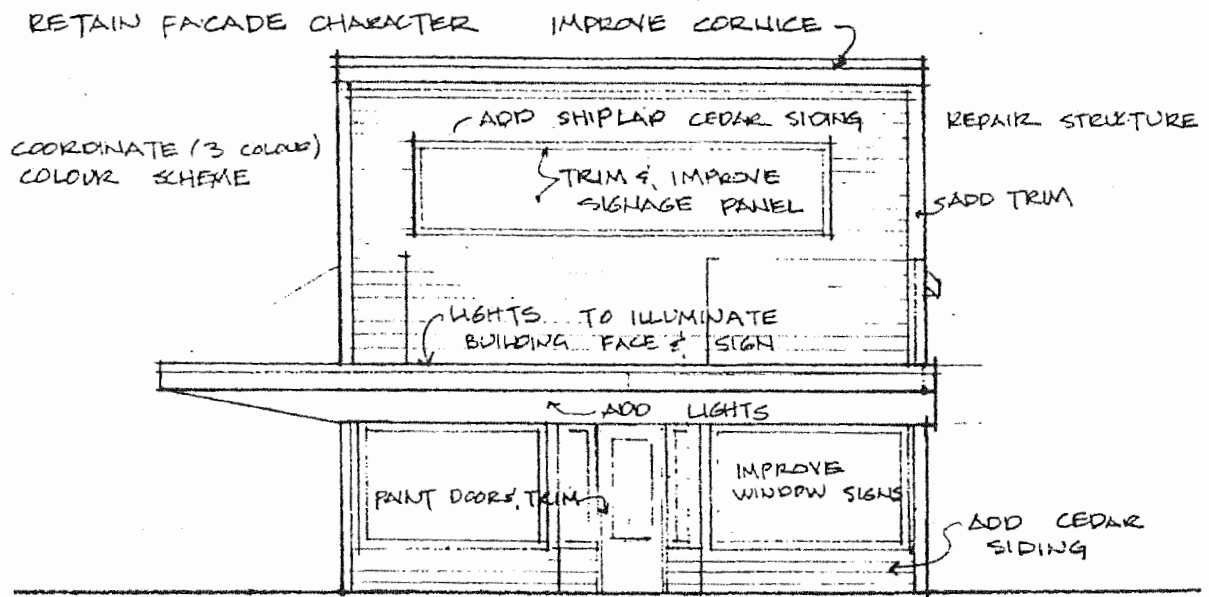 RETAIN FACADE CHARACTER
IMPROVE CORNICE
ADD SHIPLAP CEDAR SIDING
REPAIR STRUCTURE
COORDINATE (3 COLOUR)
COLOUR SCHEME
TRIM & IMPROVE
SIGNAGE PANEL
ADD TRIM
LIGHTS TO ILLUMINATE
BUILDING FACE & SIGN
ADD LIGHTS
IMPROVE
WINDOW SIGNS
PAINT DOORS, TRIM
ADD CEDAR
SIDING